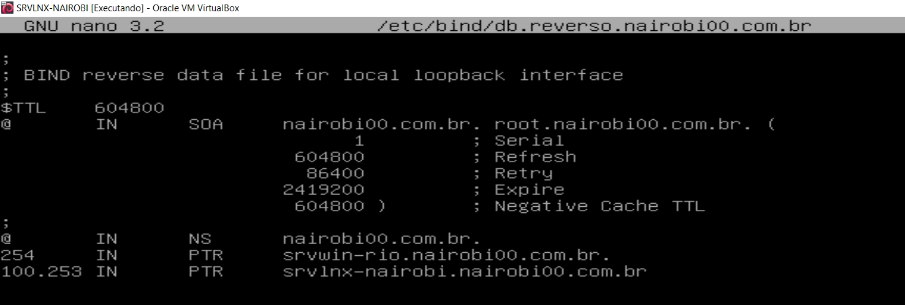 SRVLNX-NAIROBI [Executando] - Oracle VM VirtualBox
GNU nano 3.2 /etc/bind/db.reverso.nairobi00.com.br
;
; BIND reverse data file for local loopback interface
;
$TTL 604800
@ IN SOA nairobi00.com.br. root.nairobi00.com.br. (
1 ; Serial
604800 ; Refresh
86400 ; Retry
2419200 ; Expire
604800 ) ; Negative Cache TTL
;
@ IN NS nairobi00.com.br.
254 IN PTR srvwin-rio.nairobi00.com.br.
100.253 IN PTR srvlnx-nairobi.nairobi00.com.br